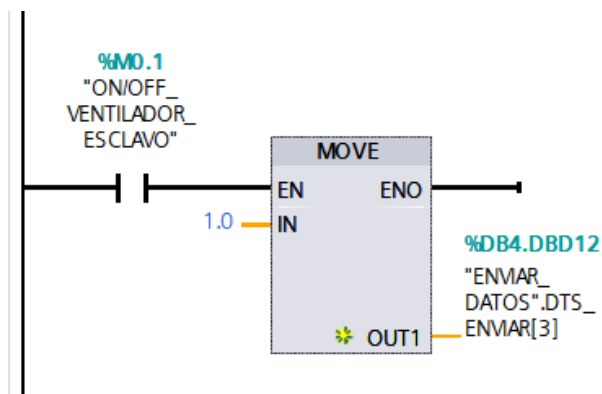 %M0.1
"ON/OFF_
VENTILADOR_
ESCLAVO"
MOVE
EN
ENO
1.0
IN
%DB4.DBD12
"ENVIAR_
DATOS".DTS_
ENVIAR[3]
OUT1